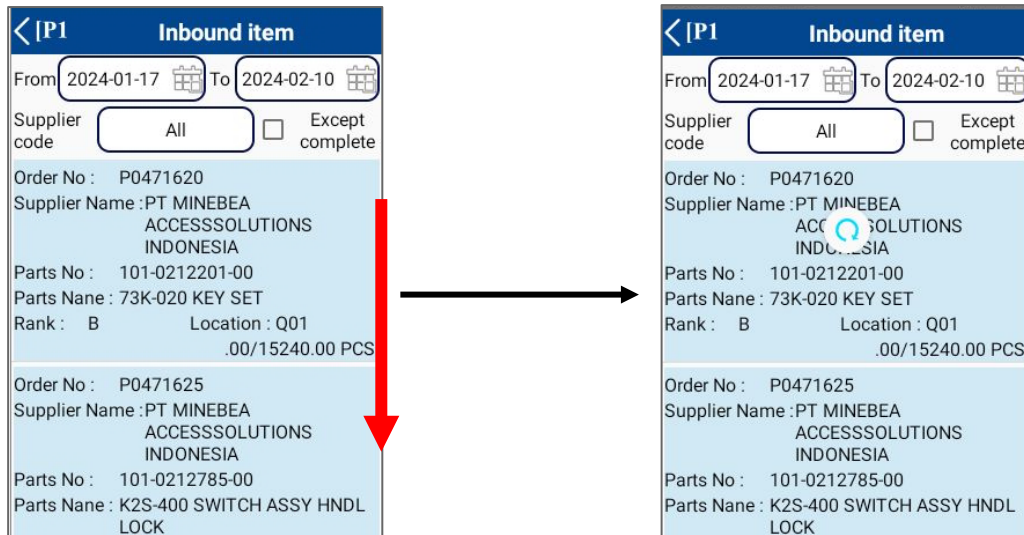 [P1 Inbound item
From 2024-01-17 To 2024-02-10
Supplier code All Except complete
Order No : P0471620
Supplier Name : PT MINEBEA
ACCESSSOLUTIONS
INDONESIA
Parts No : 101-0212201-00
Parts Nane : 73K-020 KEY SET
Rank : B Location : Q01
.00/15240.00 PCS
Order No : P0471625
Supplier Name : PT MINEBEA
ACCESSSOLUTIONS
INDONESIA
Parts No : 101-0212785-00
Parts Nane : K2S-400 SWITCH ASSY HNDL
LOCK
[P1 Inbound item
From 2024-01-17 To 2024-02-10
Supplier code All Except complete
Order No : P0471620
Supplier Name : PT MINEBEA
SOLUTIONS
Parts No : 101-0212201-00
Parts Nane : 73K-020 KEY SET
Rank : B Location : Q01
.00/15240.00 PCS
Order No : P0471625
Supplier Name : PT MINEBEA
ACCESSSOLUTIONS
INDONESIA
Parts No : 101-0212785-00
Parts Nane : K2S-400 SWITCH ASSY HNDL
LOCK